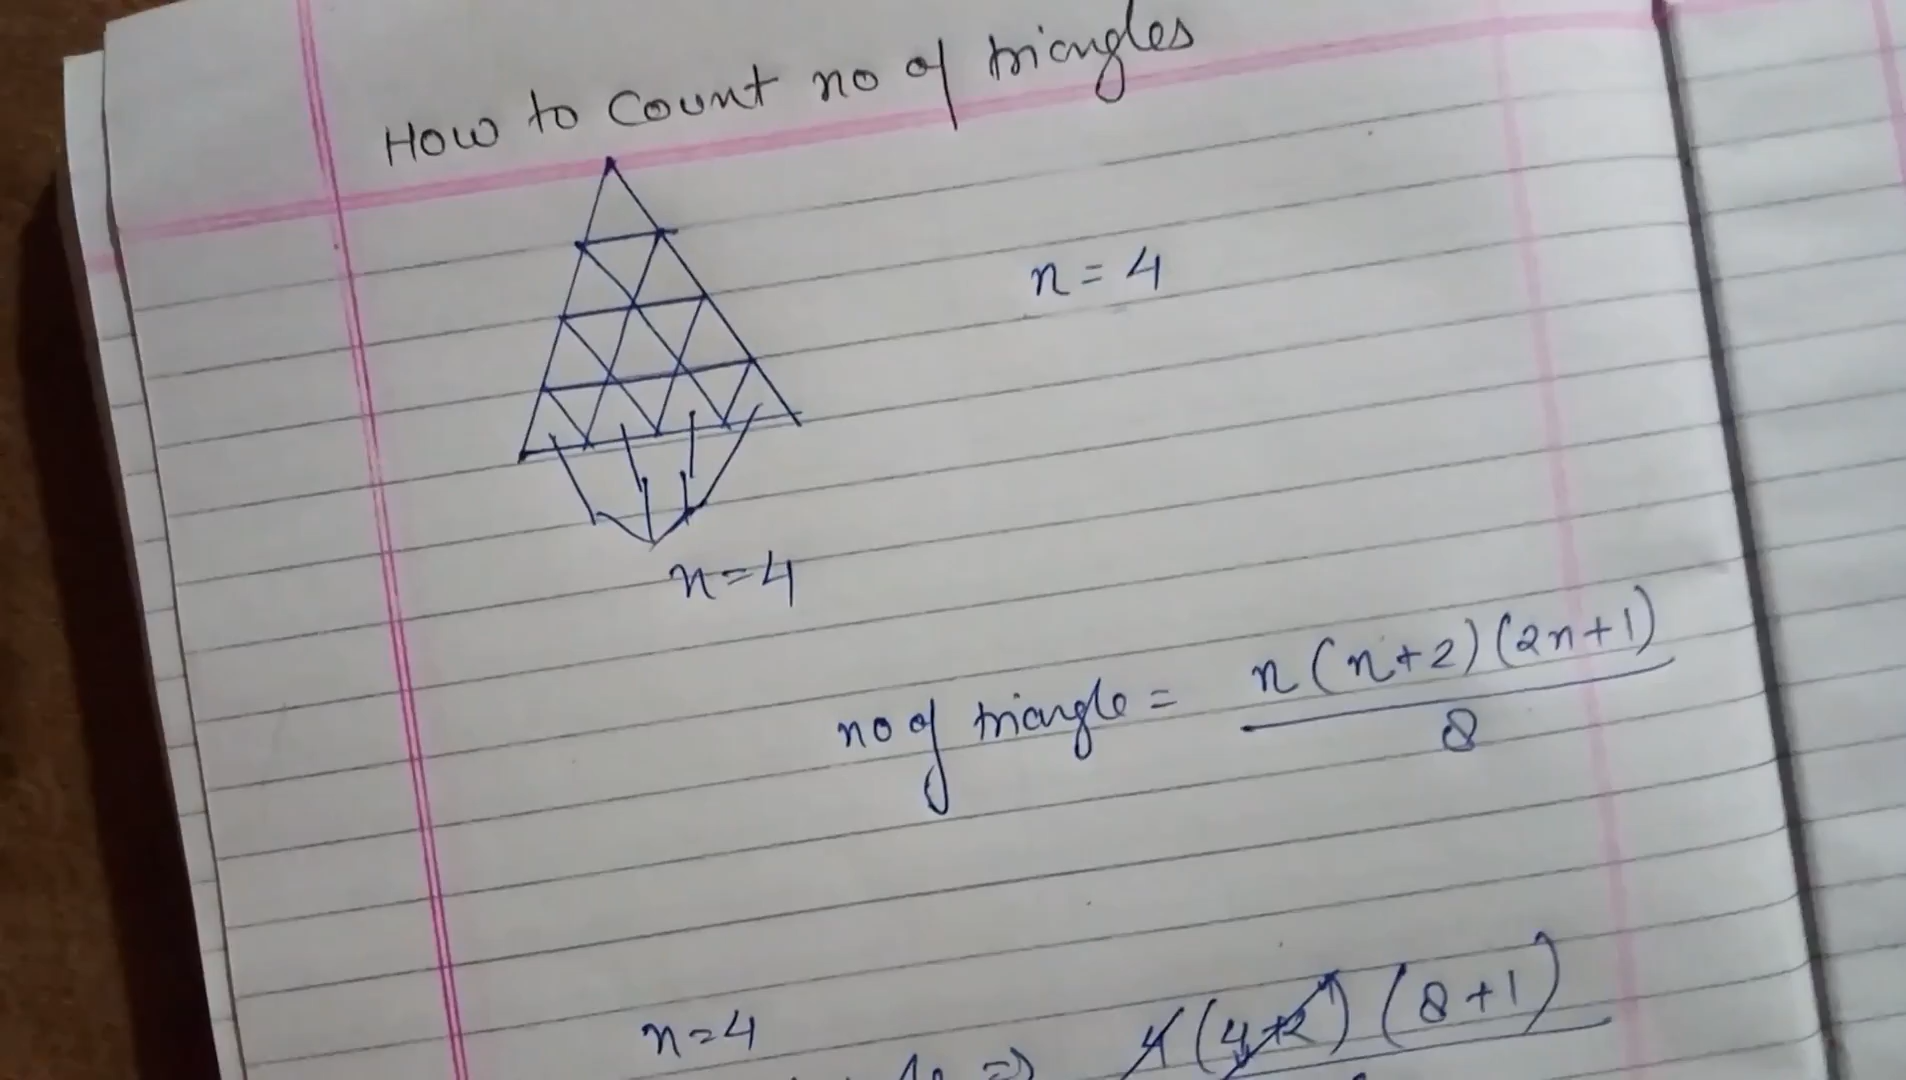 How to Count no of triangles
n = 4
n=4
no of triangle = n(n+2)(2n+1)
8
n=4
=> 4(4+2)(8+1)